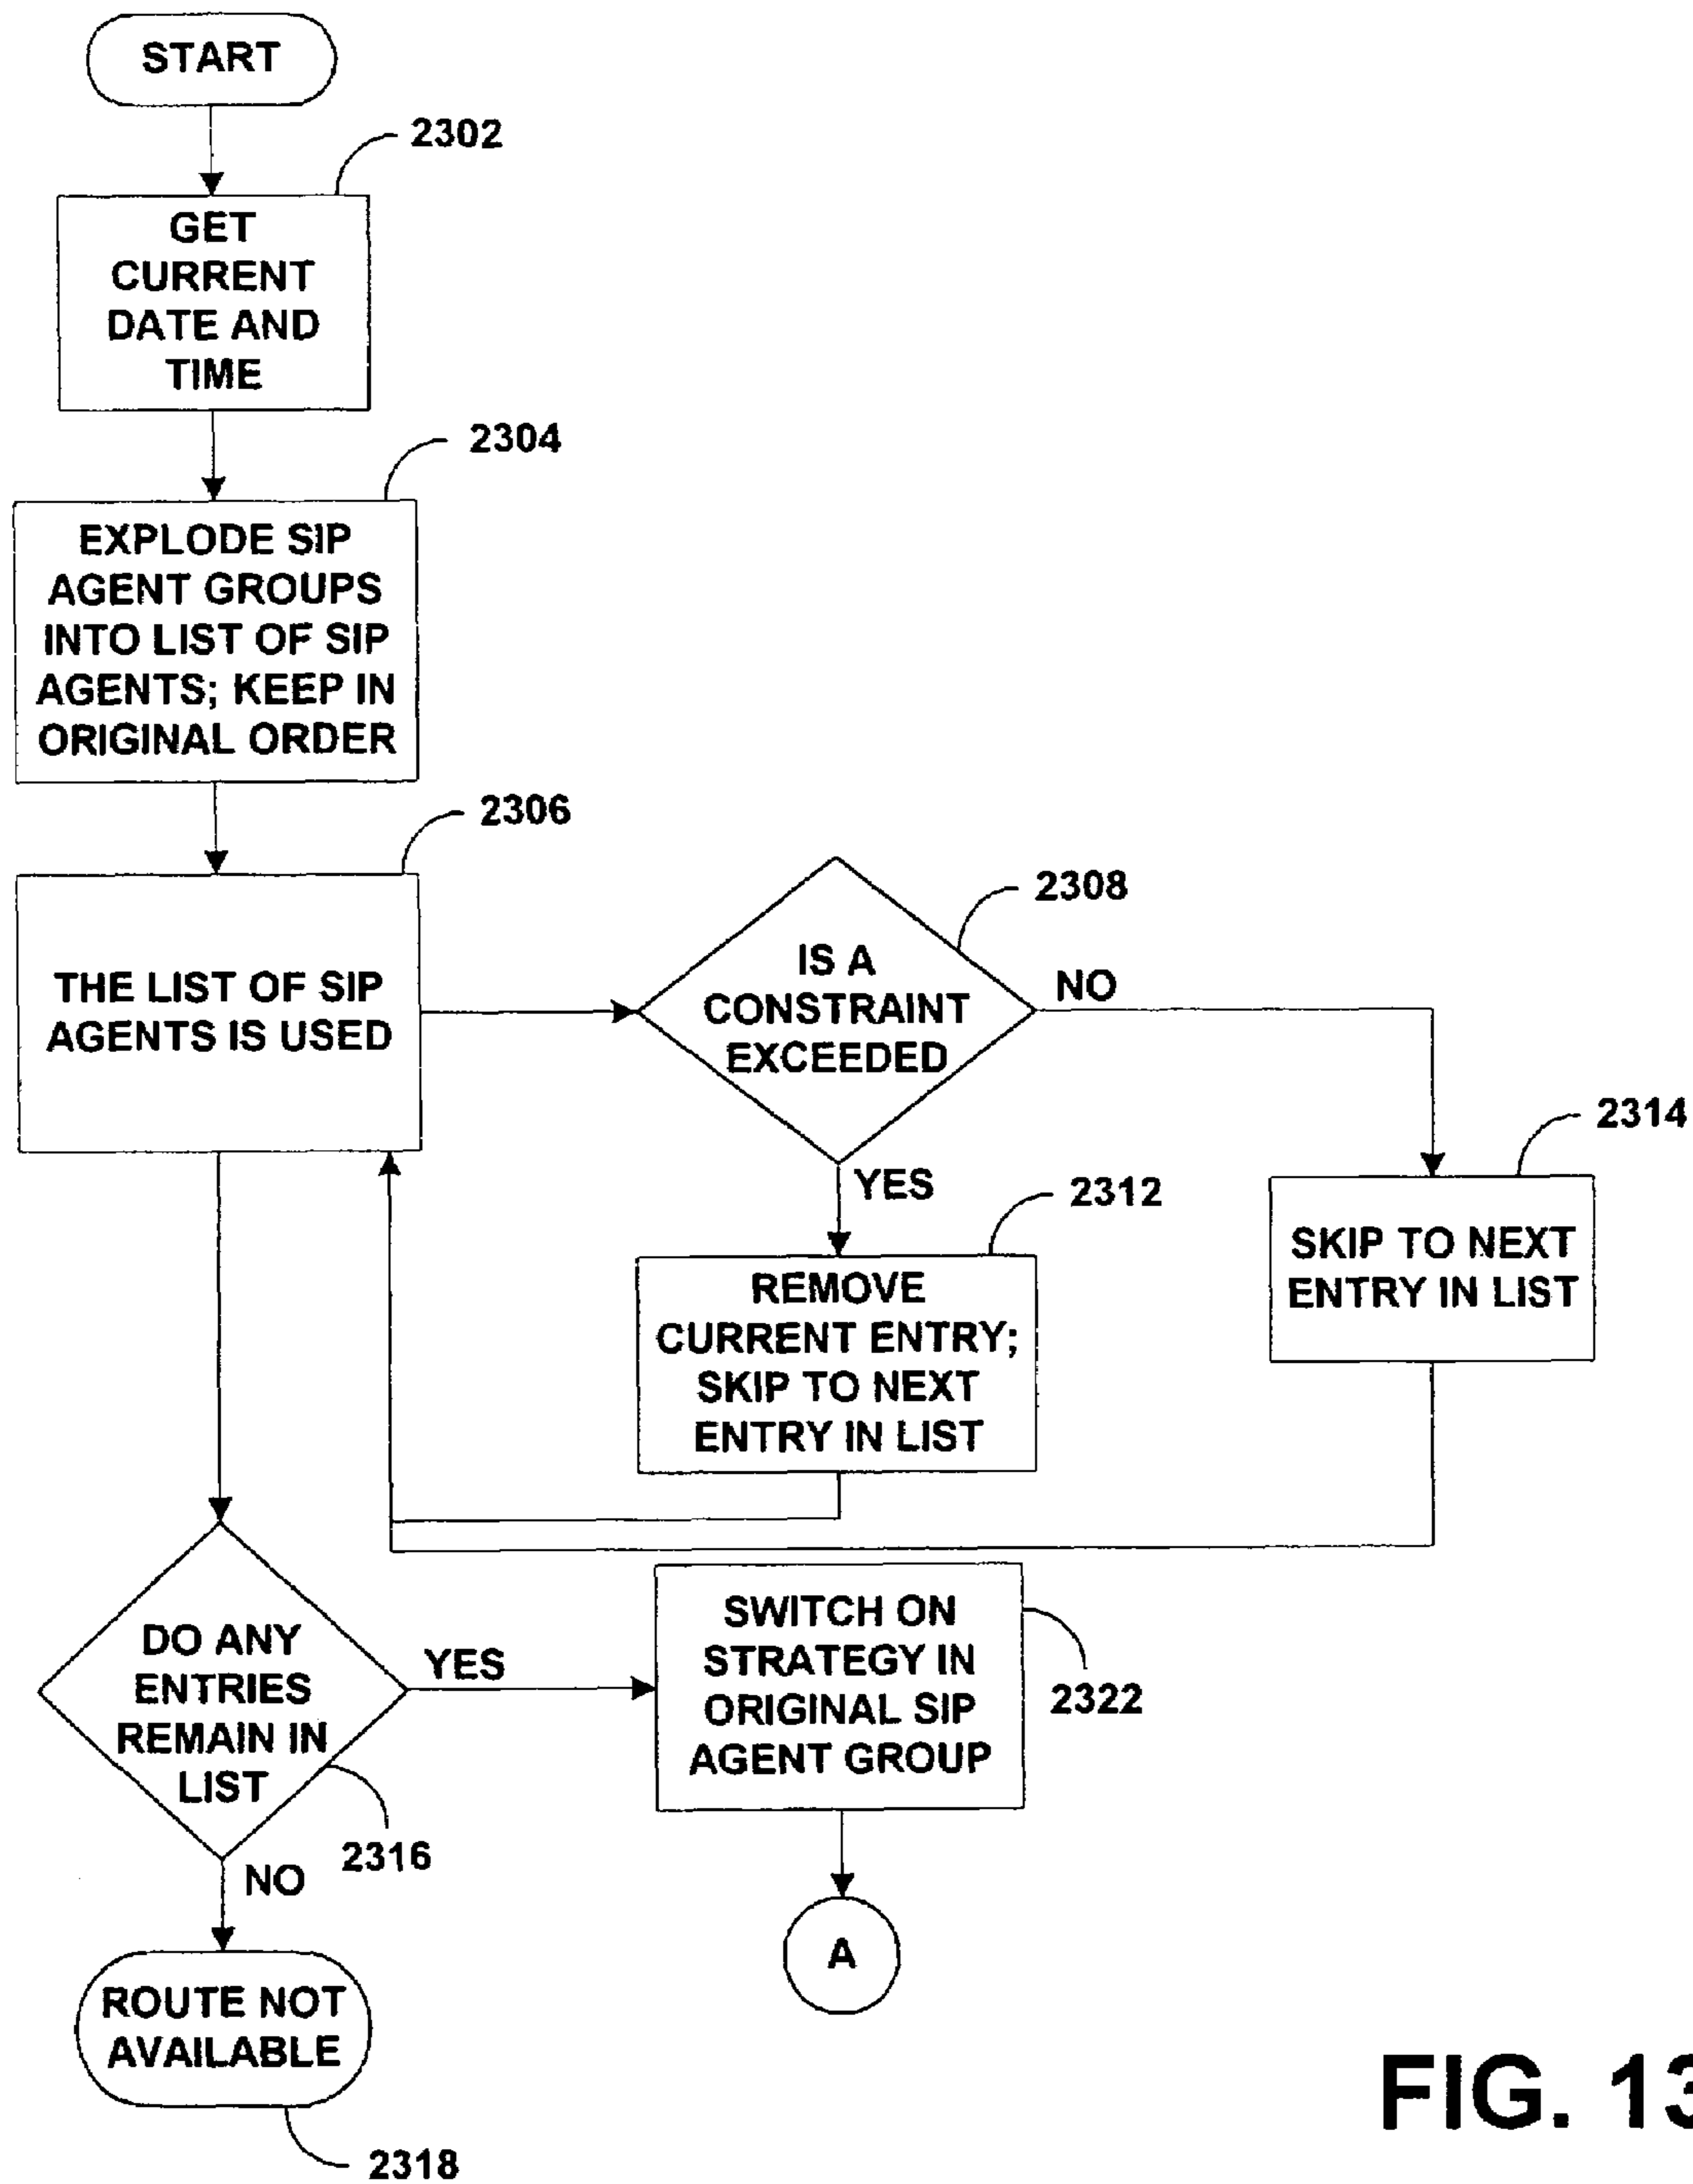 START
2302
GET
CURRENT
DATE AND
TIME
2304
EXPLODE SIP
AGENT GROUPS
INTO LIST OF SIP
AGENTS; KEEP IN
ORIGINAL ORDER
2306
THE LIST OF SIP
AGENTS IS USED
2308
IS A
CONSTRAINT
EXCEEDED
NO
YES
2314
SKIP TO NEXT
ENTRY IN LIST
2312
REMOVE
CURRENT ENTRY;
SKIP TO NEXT
ENTRY IN LIST
DO ANY
ENTRIES
REMAIN IN
LIST
2316
YES
NO
SWITCH ON
STRATEGY IN
ORIGINAL SIP
AGENT GROUP
2322
A
ROUTE NOT
AVAILABLE
2318
FIG. 13